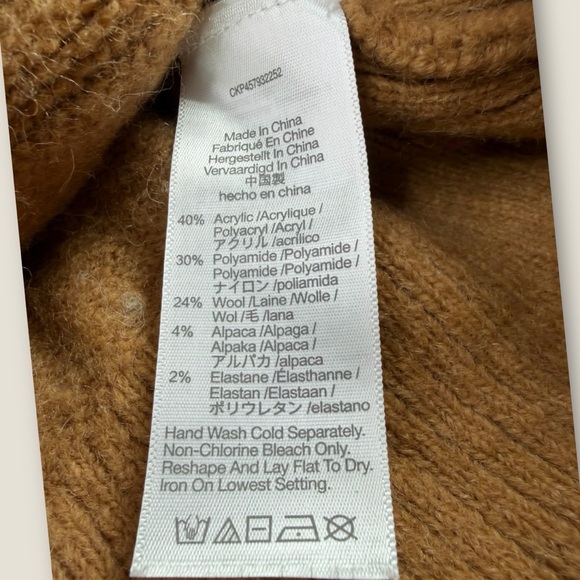 CKP457932252
Made In China
Fabriqué En Chine
Hergestellt In China
Vervaardigd In China
中国製
hecho en china
40% Acrylic /Acrylique /
Polyacryl /Acryl /
アクリル /acrílico
30% Polyamide /Polyamide /
Polyamide /Polyamide /
ナイロン /poliamida
24% Wool /Laine /Wolle /
Wol /毛 /lana
4% Alpaca /Alpaga /
Alpaka /Alpaca /
アルパカ /alpaca
2% Elastane /Élasthanne /
Elastan /Elastaan /
ポリウレタン /elastano
Hand Wash Cold Separately.
Non-Chlorine Bleach Only.
Reshape And Lay Flat To Dry.
Iron On Lowest Setting.